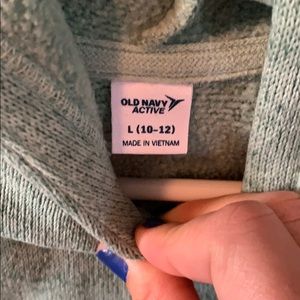 OLD NAVY
ACTIVE
L (10-12)
MADE IN VIETNAM